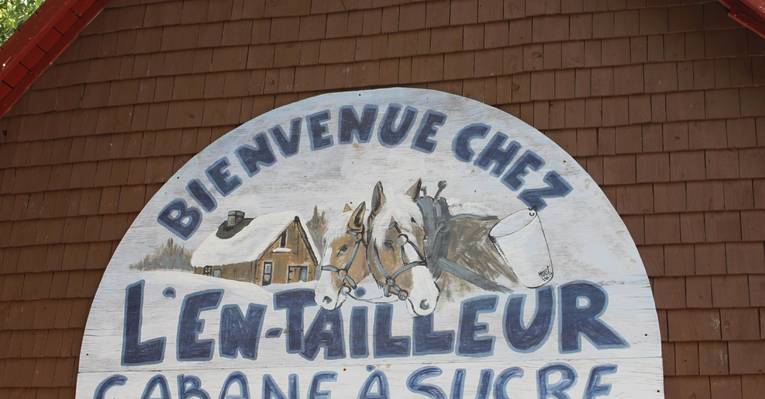 BIENVENUE CHEZ
L'EN-TAILLEUR
CABANE À SUCRE